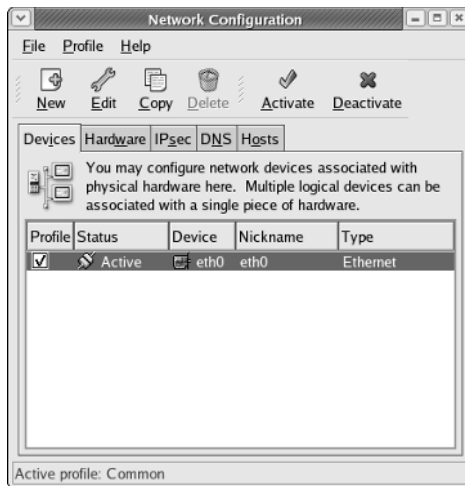 Network Configuration
File Profile Help
New Edit Copy Delete Activate Deactivate
Devices Hardware IPsec DNS Hosts
You may configure network devices associated with
physical hardware here. Multiple logical devices can be
associated with a single piece of hardware.
Profile Status Device Nickname Type
Active eth0 eth0 Ethernet
Active profile: Common